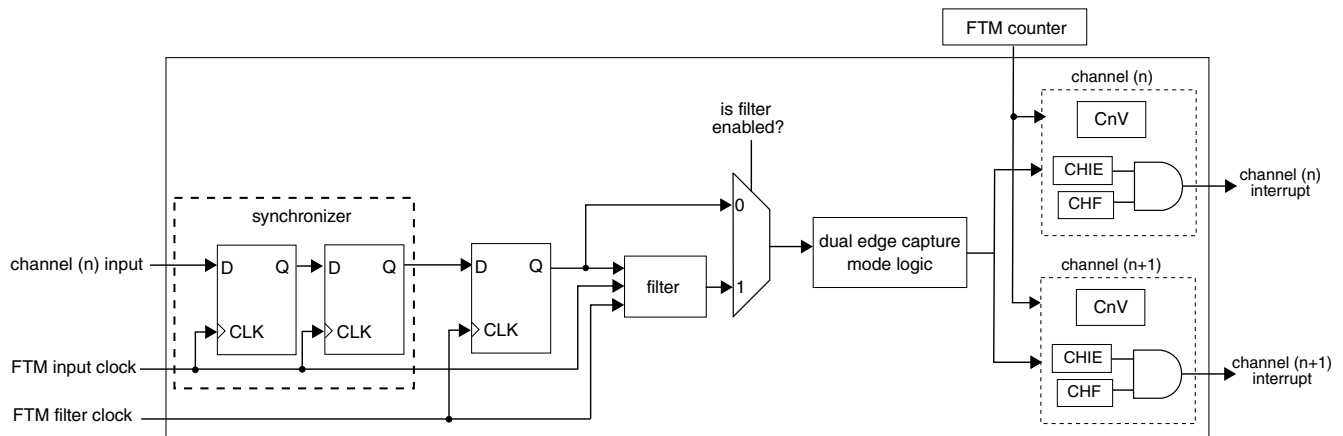 FTM counter
channel (n)
is filter
enabled?
CnV
0
CHIE
CHF
channel (n)
interrupt
synchronizer
channel (n) input
D
Q
D
Q
D
Q
CLK
CLK
CLK
filter
1
dual edge capture
mode logic
channel (n+1)
CnV
CHIE
CHF
channel (n+1)
interrupt
FTM input clock
FTM filter clock